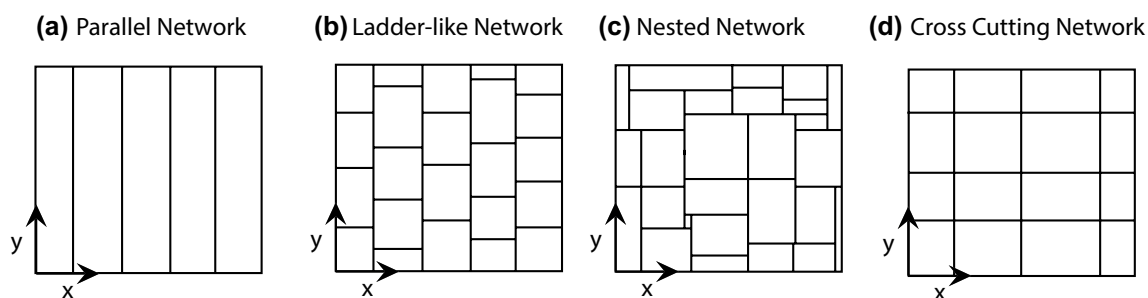 (a) Parallel Network
(b) Ladder-like Network
(c) Nested Network
(d) Cross Cutting Network
y
x
y
x
y
x
y
x